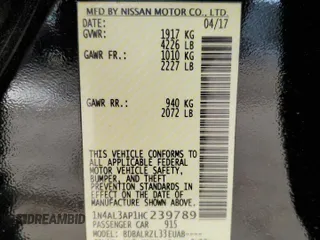 MFD BY NISSAN MOTOR CO., LTD.
DATE: 04/17
GVWR: 1917 KG
4226 LB
GAWR FR: 1010 KG
2227 LB
GAWR RR: 940 KG
2072 LB
THIS VEHICLE CONFORMS TO
ALL APPLICABLE FEDERAL
MOTOR VEHICLE SAFETY,
BUMPER, AND THEFT
PREVENTION STANDARDS IN
EFFECT ON THE DATE OF
MANUFACTURE SHOWN ABOVE.
1N4AL3AP1HC239789
PASSENGER 915
CAR
MODEL: BDBALRZL33EUAB----
DREAMBID